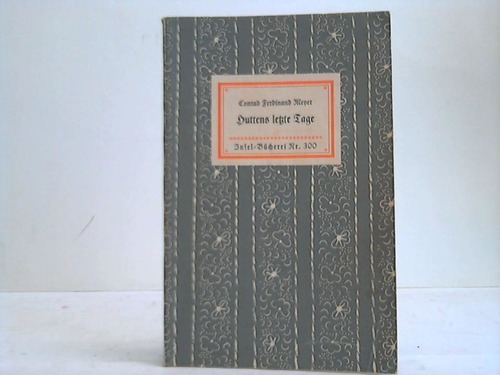 Conrad Ferdinand Meyer
Huttens letzte Tage
Insel-Bücherei Nr. 300